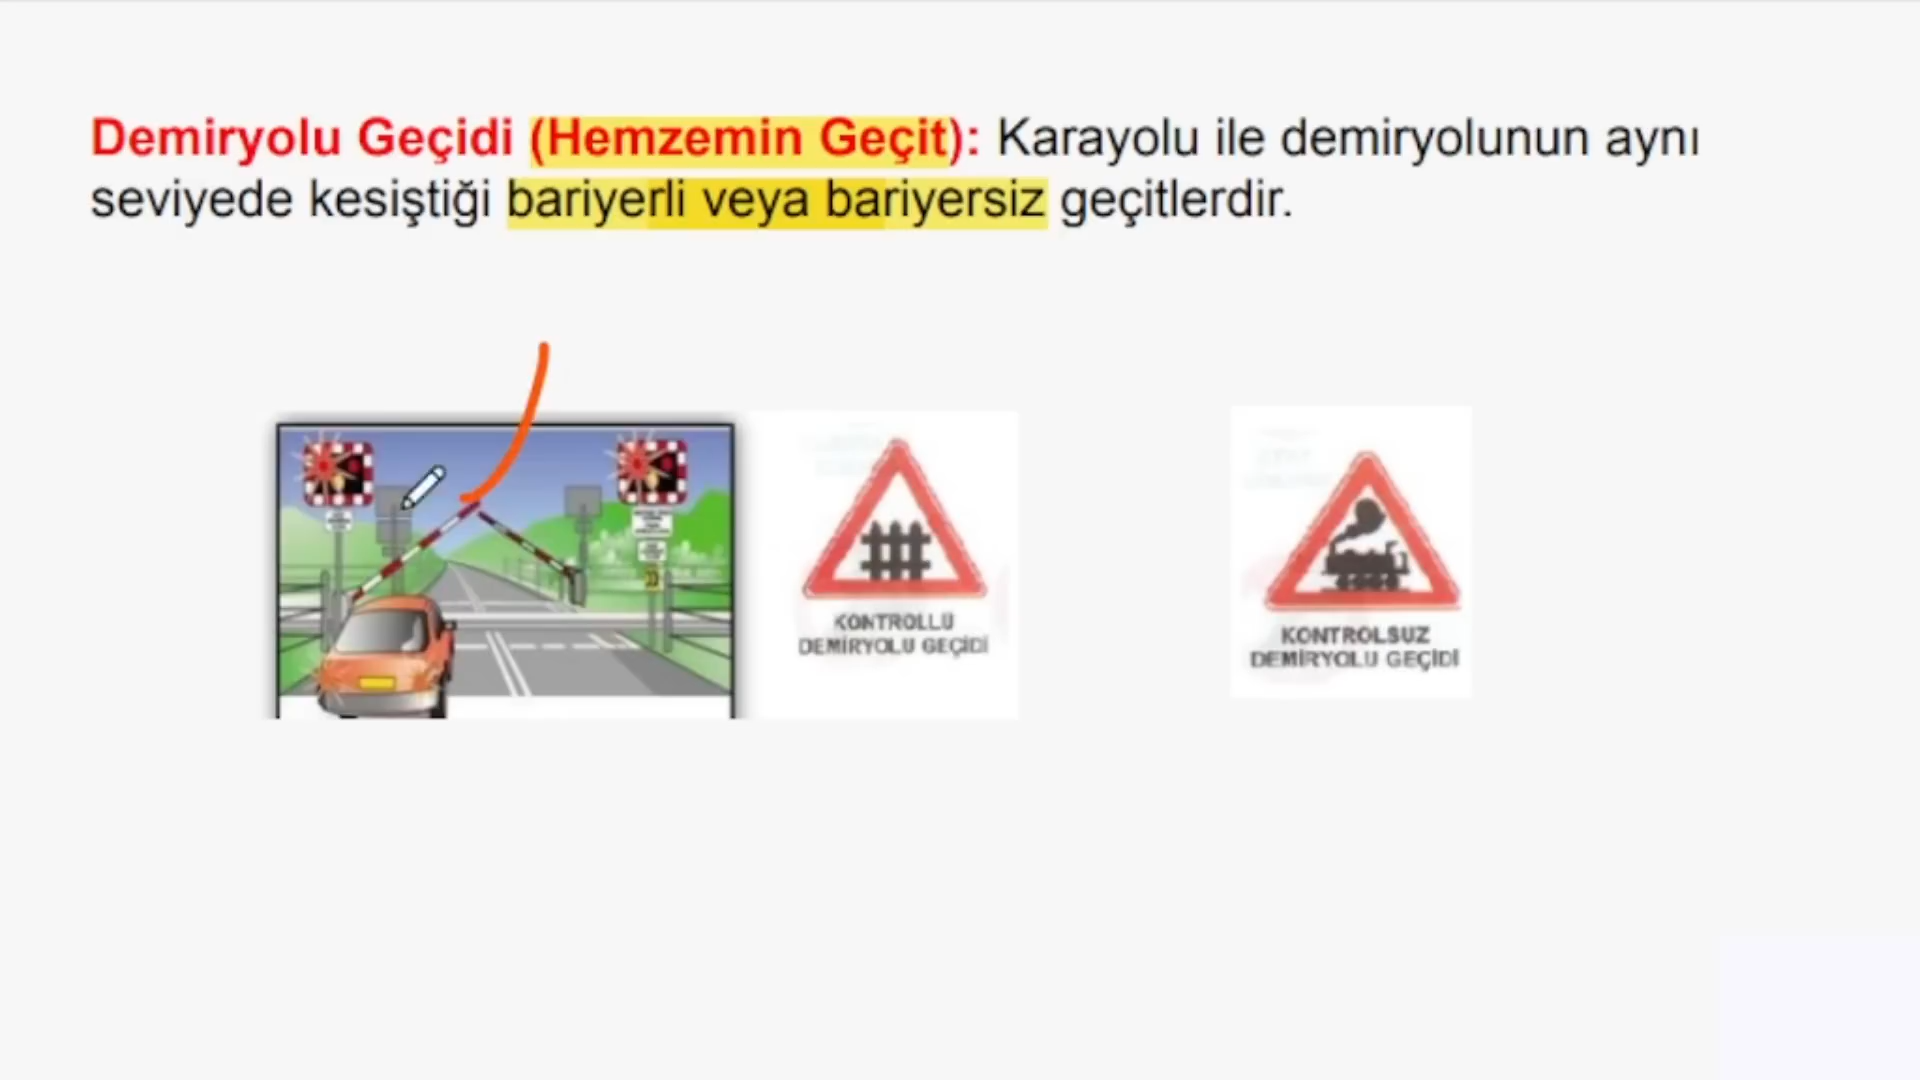 Demiryolu Geçidi (Hemzemin Geçit): Karayolu ile demiryolunun aynı
seviyede kesiştiği bariyerli veya bariyersiz geçitlerdir.
KONTROLLÜ
DEMİRYOLU GEÇİDİ
KONTROLSUZ
DEMİRYOLU GEÇİDİ